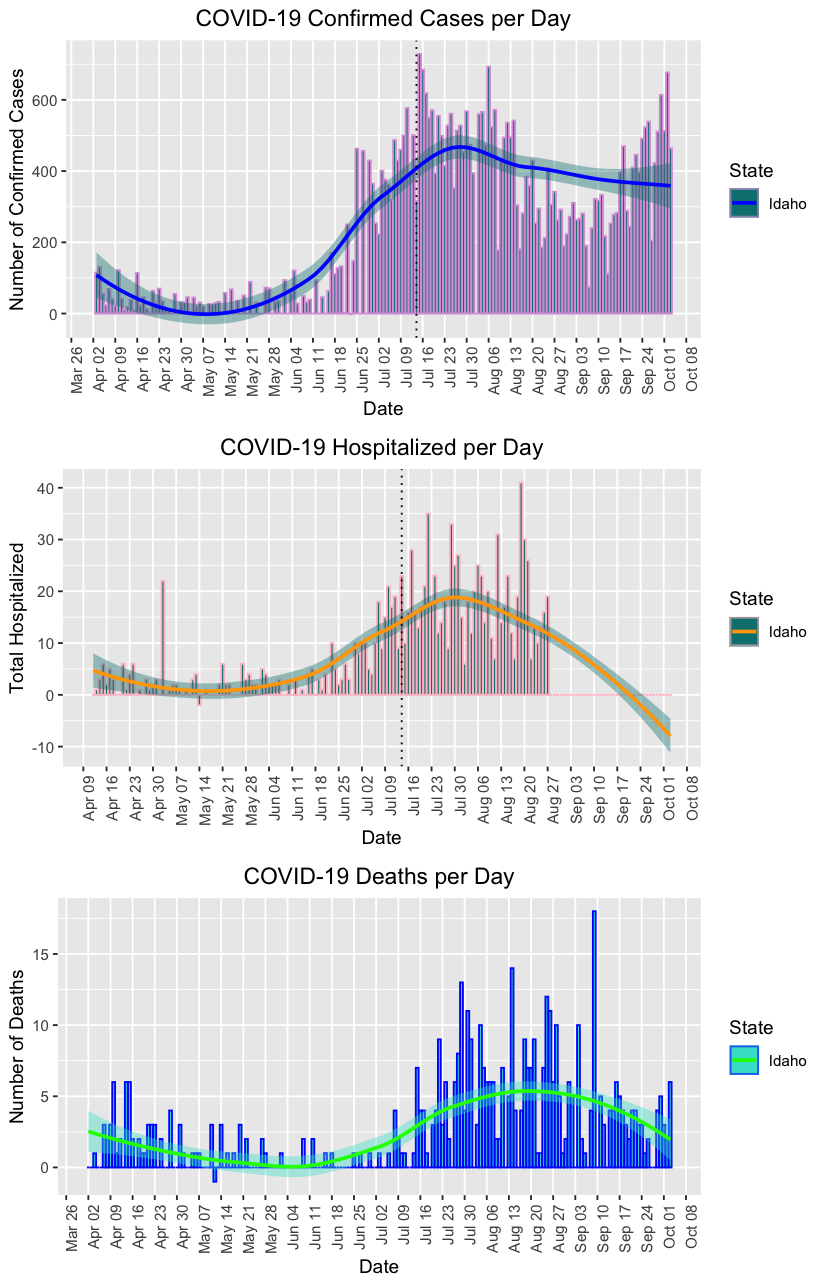 COVID-19 Confirmed Cases per Day
Number of Confirmed Cases
600
400
200
0
Mar 26
Apr 02
Apr 09
Apr 16
Apr 23
Apr 30
May 07
May 14
May 21
May 28
Jun 04
Jun 11
Jun 18
Jun 25
Jul 02
Jul 09
Jul 16
Jul 23
Jul 30
Aug 06
Aug 13
Aug 20
Aug 27
Sep 03
Sep 10
Sep 17
Sep 24
Oct 01
Oct 08
Date
State
Idaho
COVID-19 Hospitalized per Day
Total Hospitalized
40
30
20
10
0
-10
Apr 09
Apr 16
Apr 23
Apr 30
May 07
May 14
May 21
May 28
Jun 04
Jun 11
Jun 18
Jun 25
Jul 02
Jul 09
Jul 16
Jul 23
Jul 30
Aug 06
Aug 13
Aug 20
Aug 27
Sep 03
Sep 10
Sep 17
Sep 24
Oct 01
Oct 08
Date
State
Idaho
COVID-19 Deaths per Day
Number of Deaths
15
10
5
0
Mar 26
Apr 02
Apr 09
Apr 16
Apr 23
Apr 30
May 07
May 14
May 21
May 28
Jun 04
Jun 11
Jun 18
Jun 25
Jul 02
Jul 09
Jul 16
Jul 23
Jul 30
Aug 06
Aug 13
Aug 20
Aug 27
Sep 03
Sep 10
Sep 17
Sep 24
Oct 01
Oct 08
Date
State
Idaho